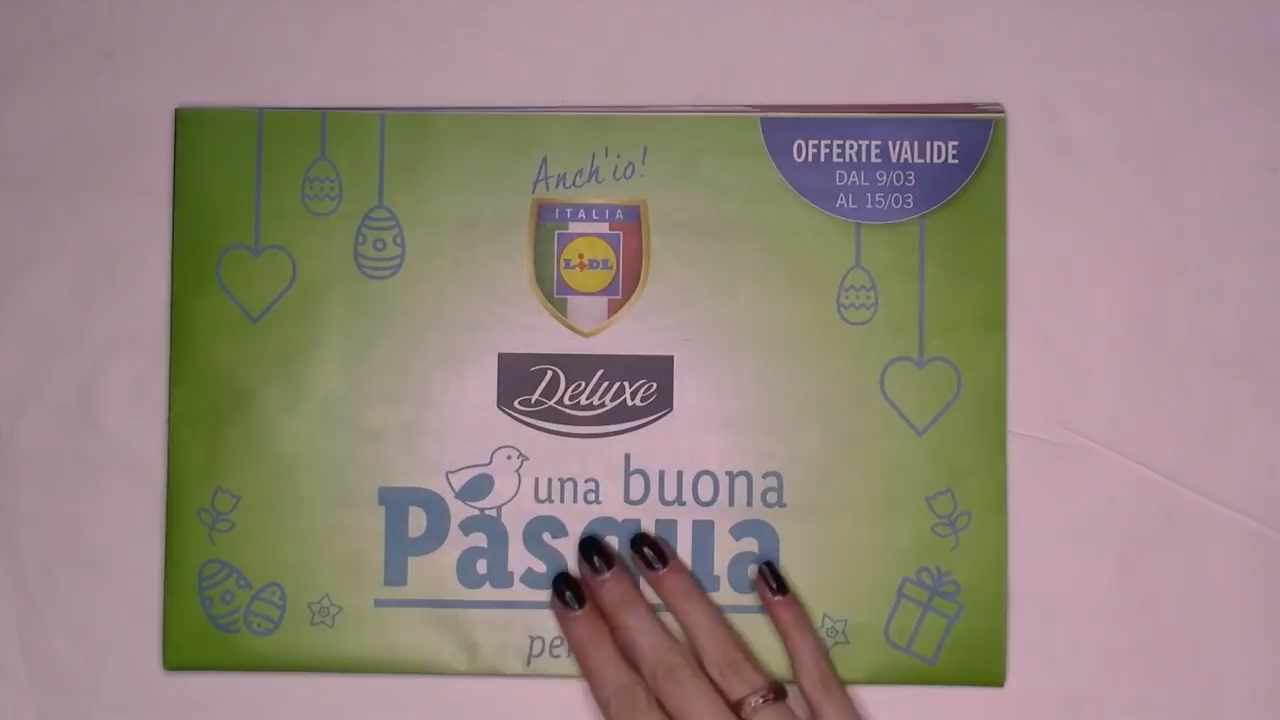 OFFERTE VALIDE
DAL 9/03
AL 15/03
Anch'io!
ITALIA
LIDL
Deluxe
una buona
Pasqua